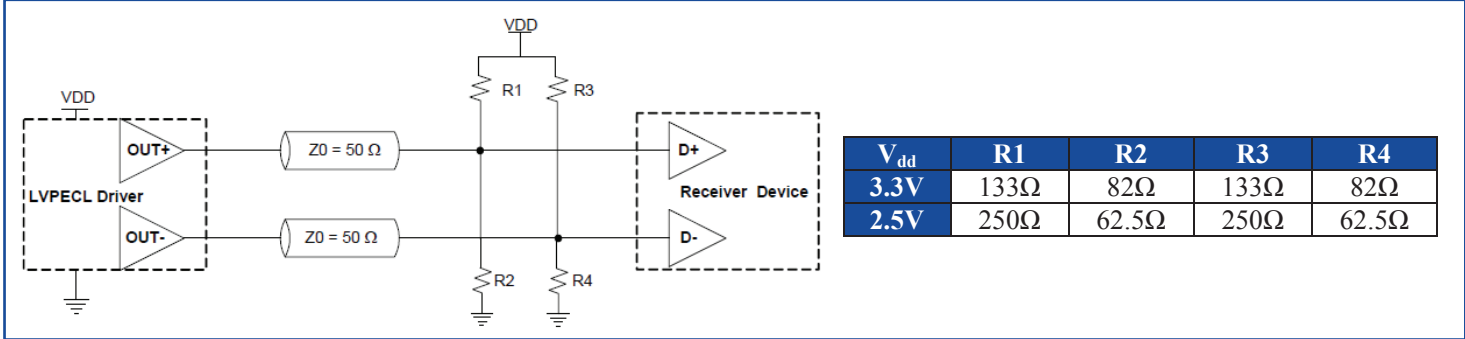 VDD
R1
R3
VDD
OUT+
Z0 = 50 Ω
D+
LVPECL Driver
Receiver Device
OUT-
Z0 = 50 Ω
D-
R2
R4
Vdd R1 R2 R3 R4
3.3V 133Ω 82Ω 133Ω 82Ω
2.5V 250Ω 62.5Ω 250Ω 62.5Ω